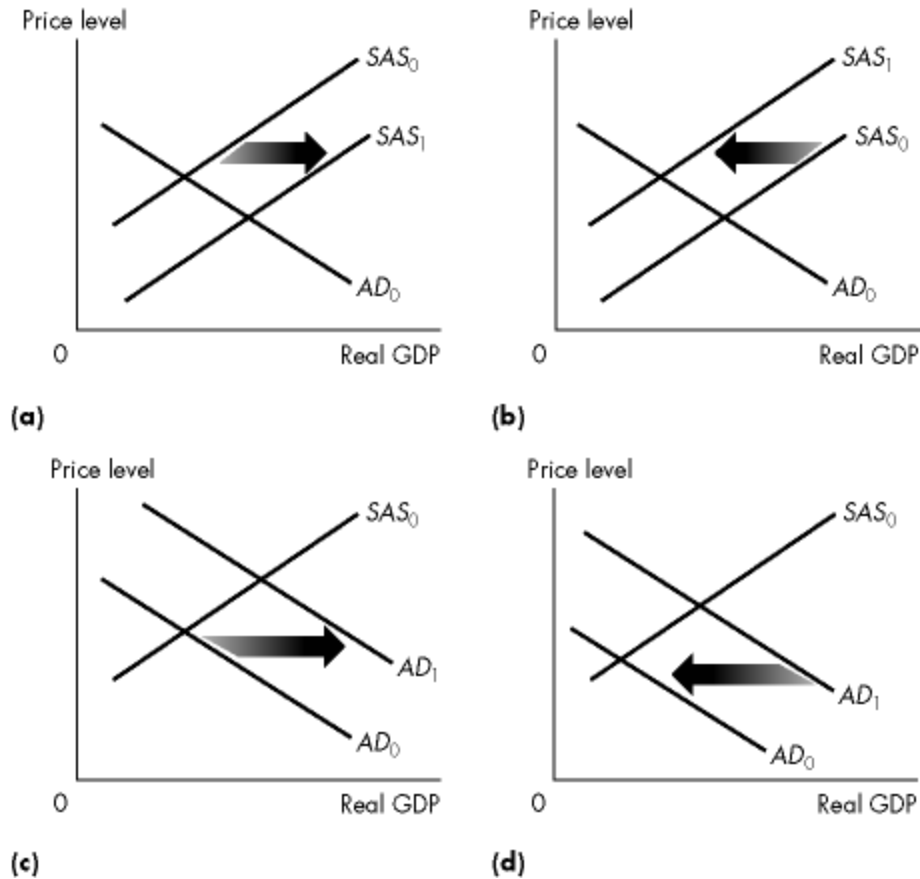 Price level
SAS₀
SAS₁
AD₀
0
Real GDP
(a)
Price level
SAS₁
SAS₀
AD₀
0
Real GDP
(b)
Price level
SAS₀
AD₁
AD₀
0
Real GDP
(c)
Price level
SAS₀
AD₁
AD₀
0
Real GDP
(d)